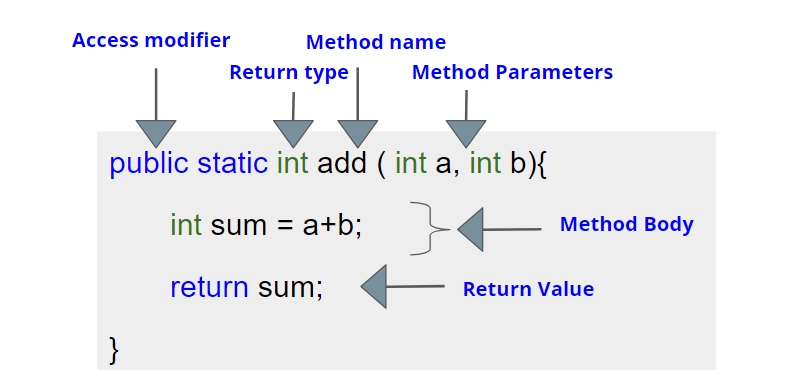 Access modifier
Method name
Return type
Method Parameters
public static int add ( int a, int b){
int sum = a+b;
Method Body
return sum;
Return Value
}